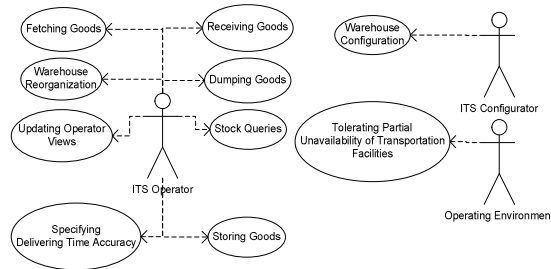 Fetching Goods
Receiving Goods
Warehouse
Reorganization
Dumping Goods
Updating Operator
Views
Stock Queries
ITS Operator
Specifying
Delivering Time Accuracy
Storing Goods
Warehouse
Configuration
ITS Configurator
Tolerating Partial
Unavailability of Transportation
Facilities
Operating Environmen